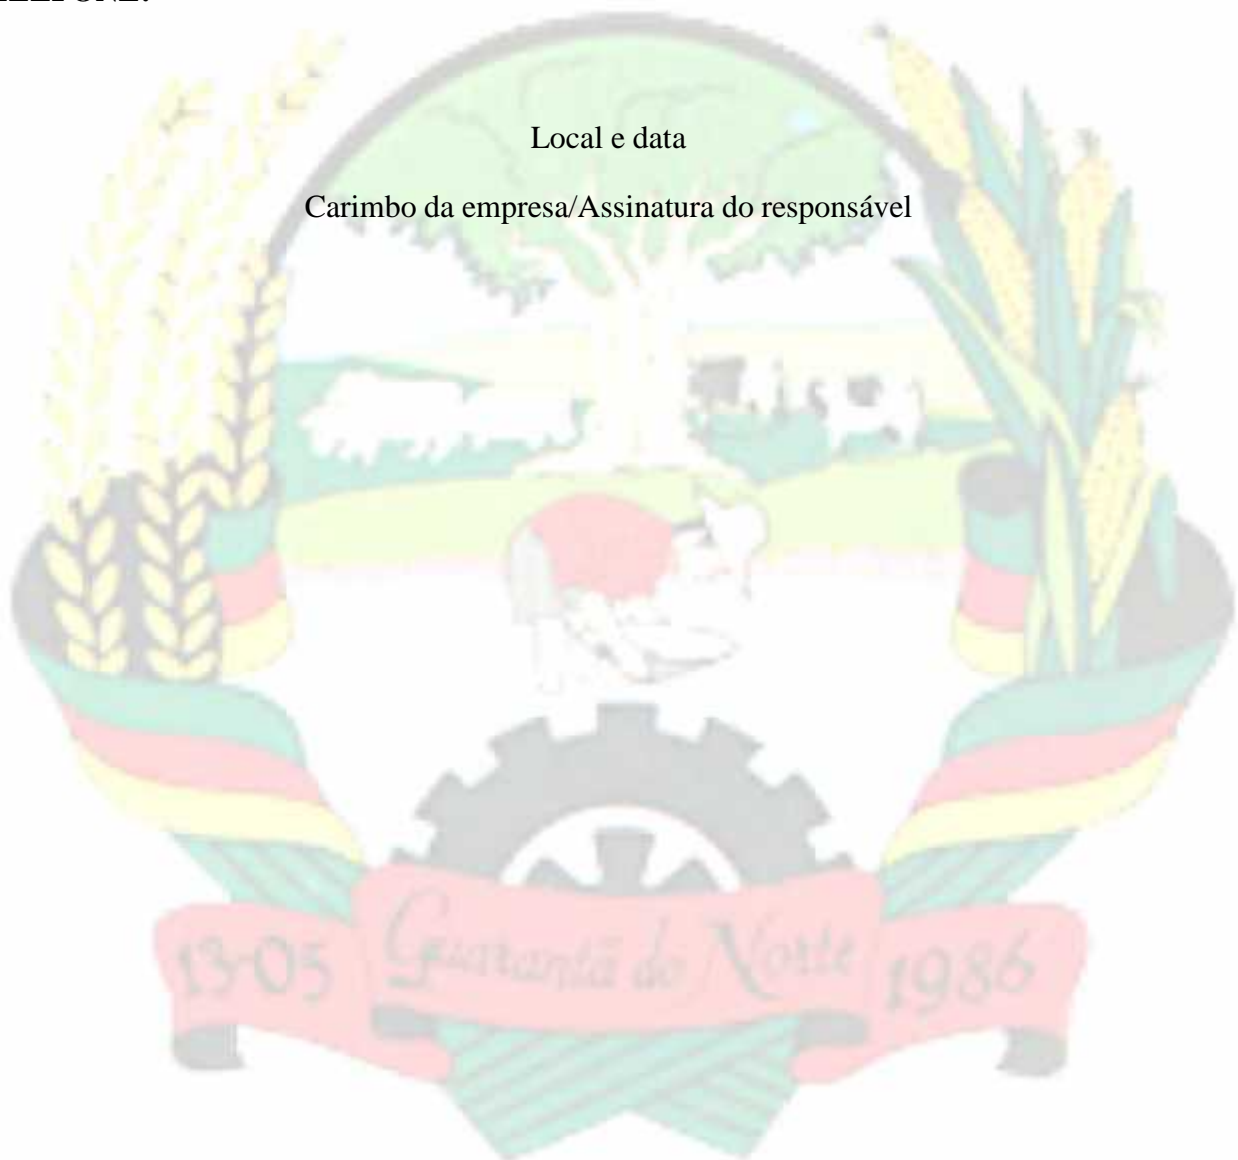 Local e data
Carimbo da empresa/Assinatura do responsável
13-05 Guarantã do Norte 1986